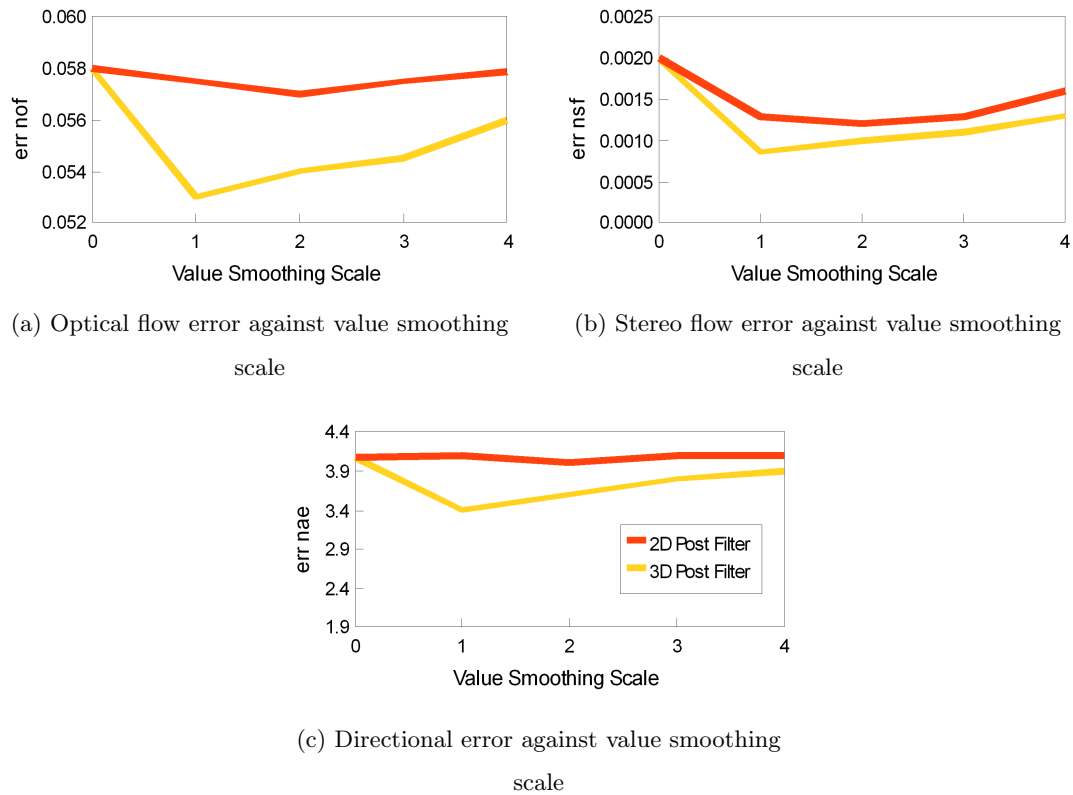 0.060
0.058
0.056
0.054
0.052
err nof
0 1 2 3 4
Value Smoothing Scale
(a) Optical flow error against value smoothing
scale
0.0025
0.0020
0.0015
0.0010
0.0005
0.0000
err nsf
0 1 2 3 4
Value Smoothing Scale
(b) Stereo flow error against value smoothing
scale
4.4
3.9
3.4
2.9
2.4
1.9
err nae
2D Post Filter
3D Post Filter
0 1 2 3 4
Value Smoothing Scale
(c) Directional error against value smoothing
scale